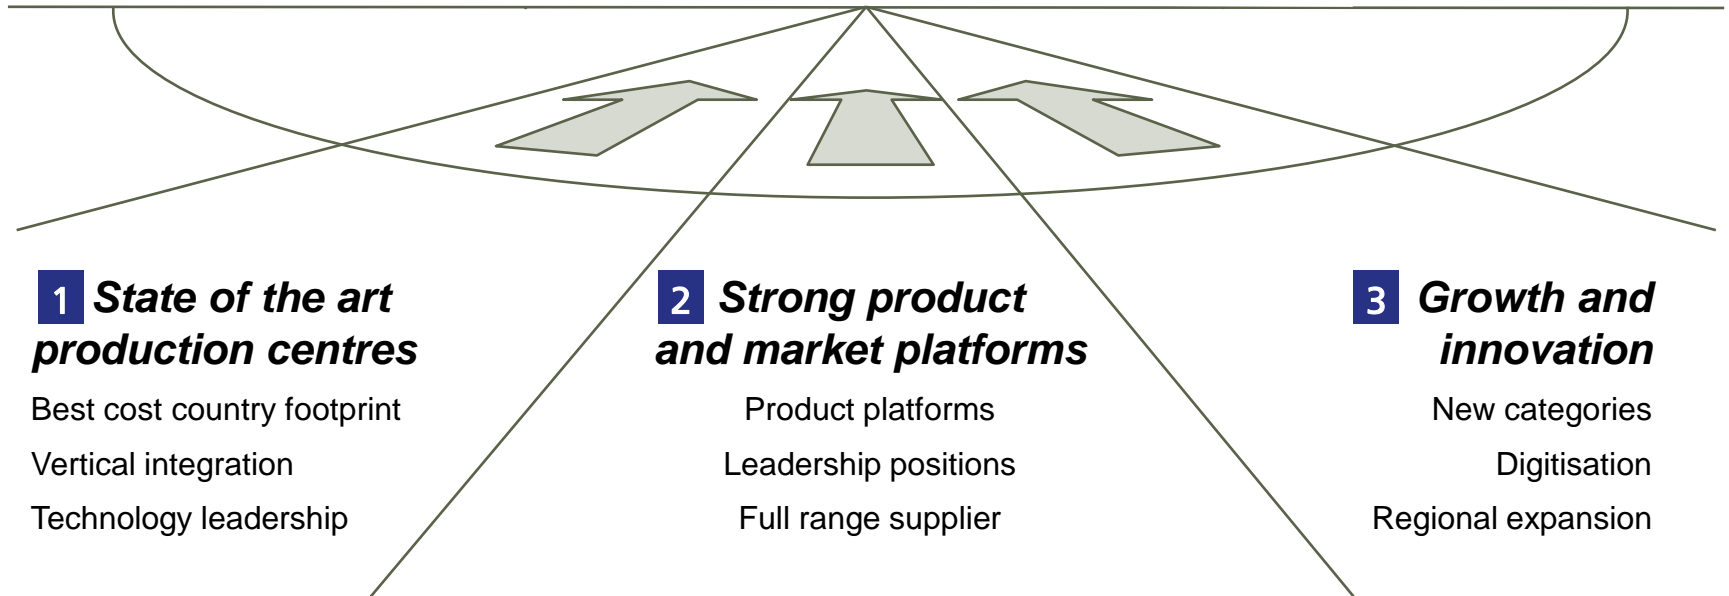 1 State of the art
production centres
Best cost country footprint
Vertical integration
Technology leadership
2 Strong product
and market platforms
Product platforms
Leadership positions
Full range supplier
3 Growth and
innovation
New categories
Digitisation
Regional expansion